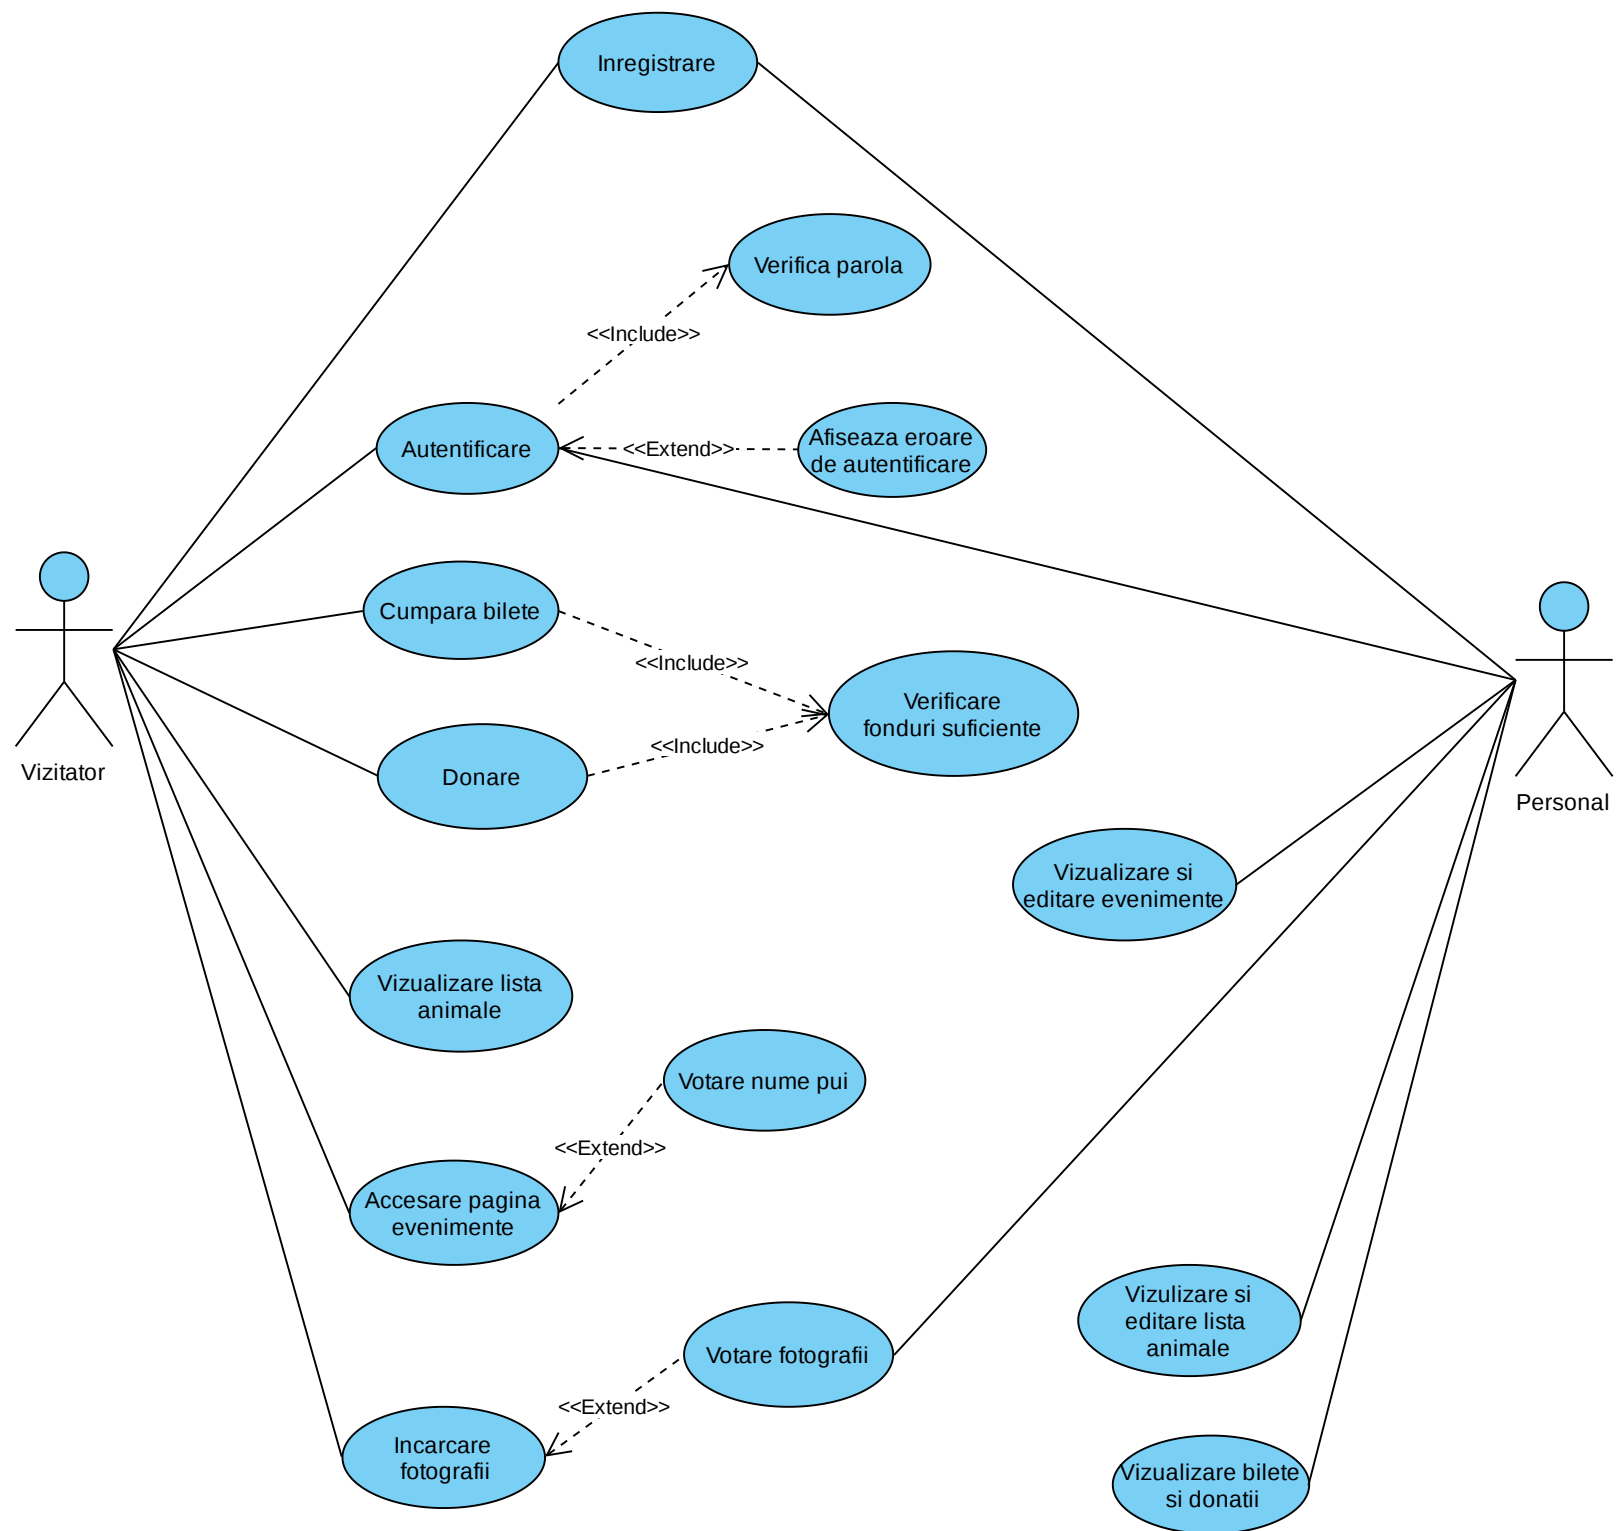 Inregistrare
Verifica parola
<<Include>>
Autentificare
<<Extend>>
Afiseaza eroare
de autentificare
Cumpara bilete
<<Include>>
Verificare
fonduri suficiente
<<Include>>
Donare
Vizitator
Personal
Vizualizare si
editare evenimente
Vizualizare lista
animale
Votare nume pui
<<Extend>>
Accesare pagina
evenimente
Vizulizare si
editare lista
animale
Votare fotografii
<<Extend>>
Incarcare
fotografii
Vizualizare bilete
si donatii